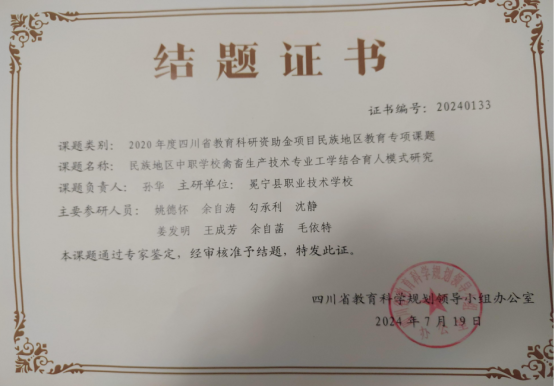 结题证书
证书编号：20240133
课题类别：2020年度四川省教育科研资助金项目民族地区教育专项课题
课题名称：民族地区中职学校禽畜生产技术专业工学结合育人模式研究
课题负责人：孙华 主研单位：冕宁县职业技术学校
主要参研人员：姚德怀 余自涛 勾承利 沈静
姜发明 王成芳 余自菡 毛依特
本课题通过专家鉴定，经审核准予结题，特发此证。
四川省教育科学规划领导小组办公室
2024年7月19日